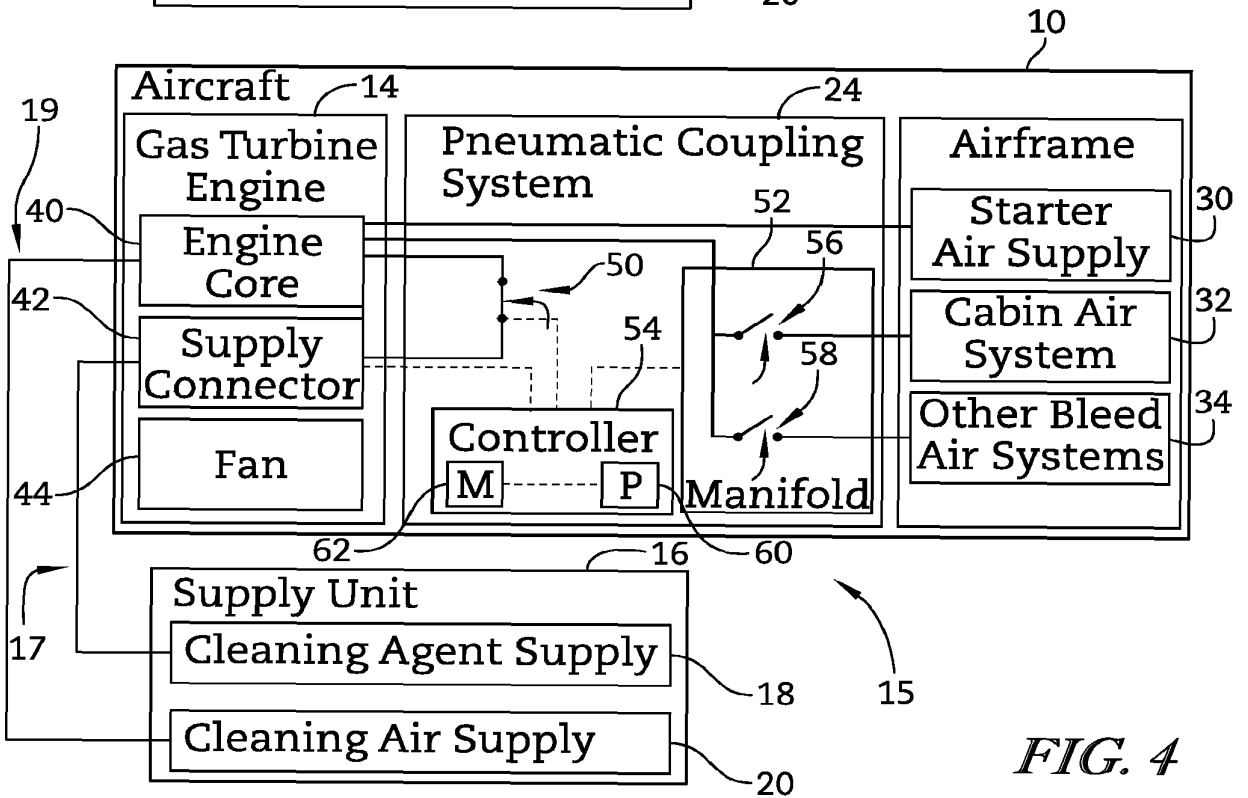 10
Aircraft
19
14
24
Gas Turbine
Engine
Pneumatic Coupling
System
Airframe
40
Engine
Core
52
56
50
Starter
Air Supply
30
42
Supply
Connector
54
58
Cabin Air
System
32
44
Fan
Controller
M
P
Manifold
Other Bleed
Air Systems
34
62
16
60
17
Supply Unit
Cleaning Agent Supply
18
15
Cleaning Air Supply
20
FIG. 4